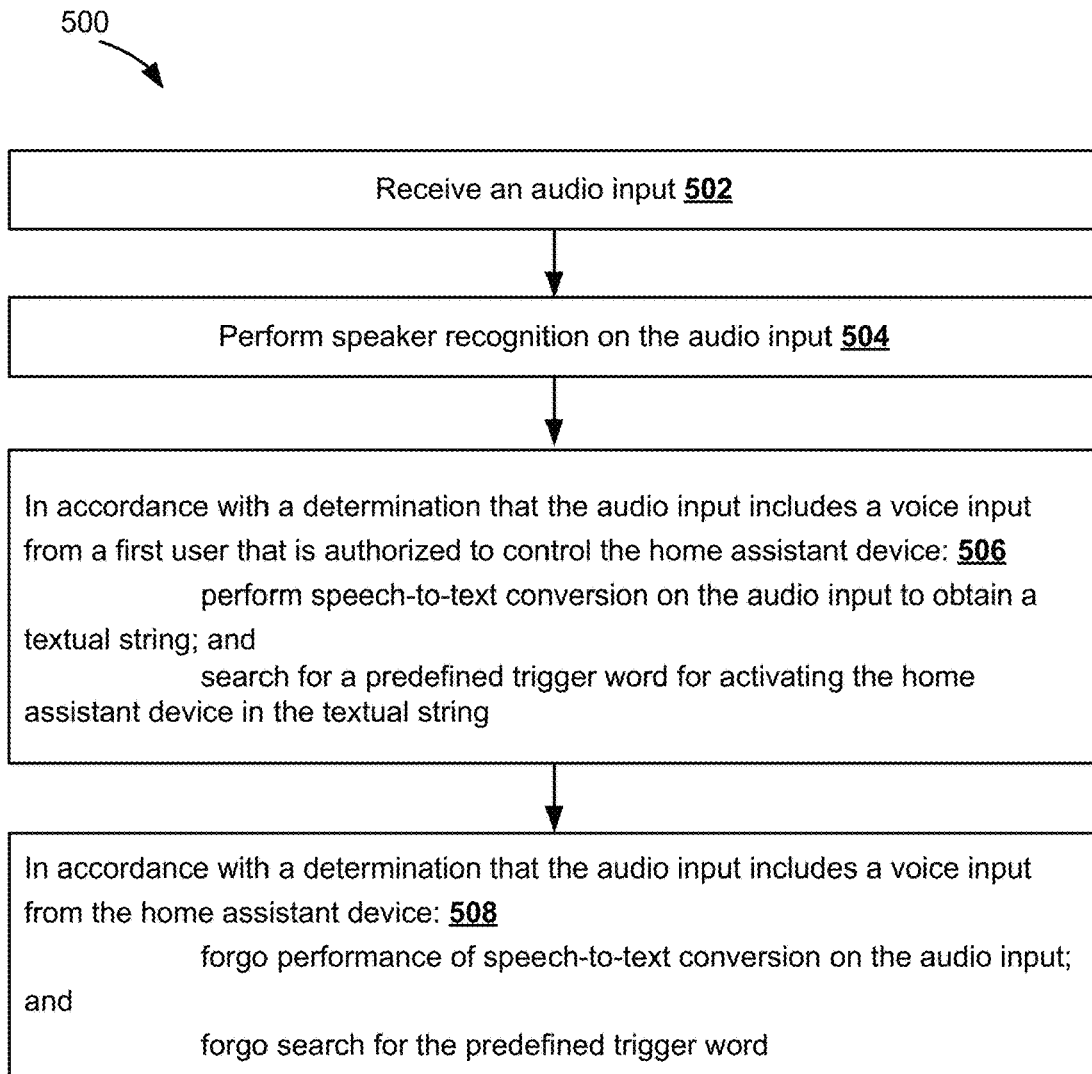 500
Receive an audio input 502
Perform speaker recognition on the audio input 504
In accordance with a determination that the audio input includes a voice input
from a first user that is authorized to control the home assistant device: 506
perform speech-to-text conversion on the audio input to obtain a
textual string; and
search for a predefined trigger word for activating the home
assistant device in the textual string
In accordance with a determination that the audio input includes a voice input
from the home assistant device: 508
forgo performance of speech-to-text conversion on the audio input;
and
forgo search for the predefined trigger word